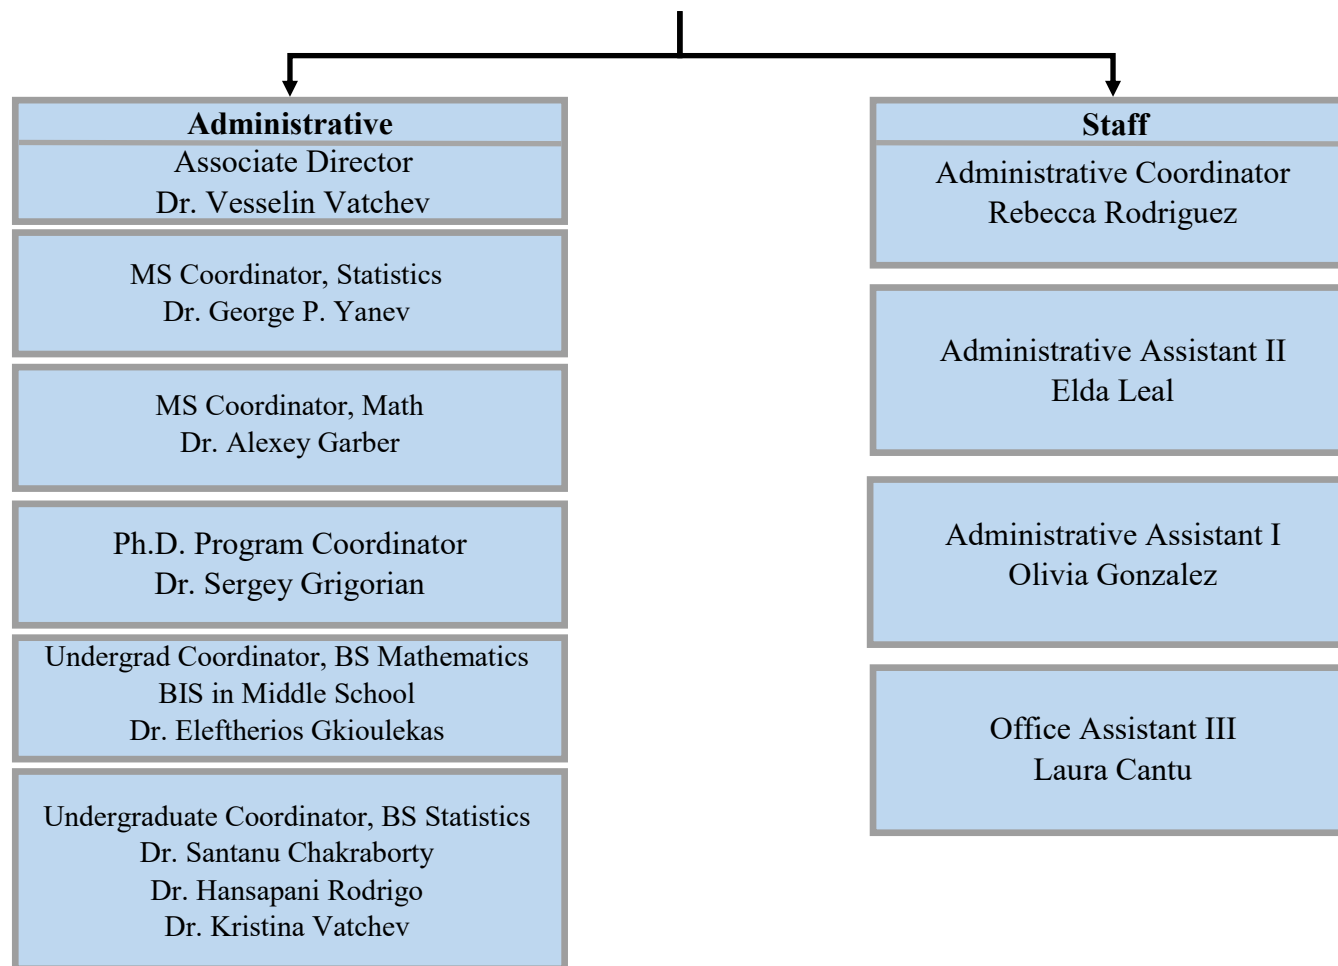 Administrative
Associate Director
Dr. Vesselin Vatchev
MS Coordinator, Statistics
Dr. George P. Yanev
MS Coordinator, Math
Dr. Alexey Garber
Ph.D. Program Coordinator
Dr. Sergey Grigorian
Undergrad Coordinator, BS Mathematics
BIS in Middle School
Dr. Eleftherios Gkioulekas
Undergraduate Coordinator, BS Statistics
Dr. Santanu Chakraborty
Dr. Hansapani Rodrigo
Dr. Kristina Vatchev
Staff
Administrative Coordinator
Rebecca Rodriguez
Administrative Assistant II
Elda Leal
Administrative Assistant I
Olivia Gonzalez
Office Assistant III
Laura Cantu